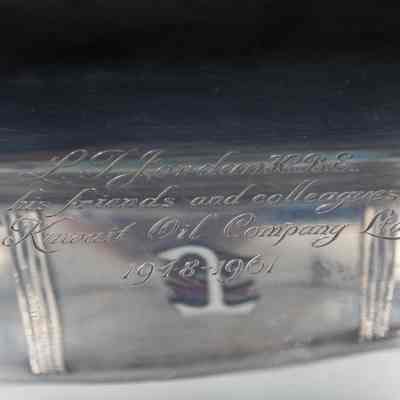 L T Jordan K.B.E.
his friends and colleagues
Kuwait Oil Company Ltd
1948-1961